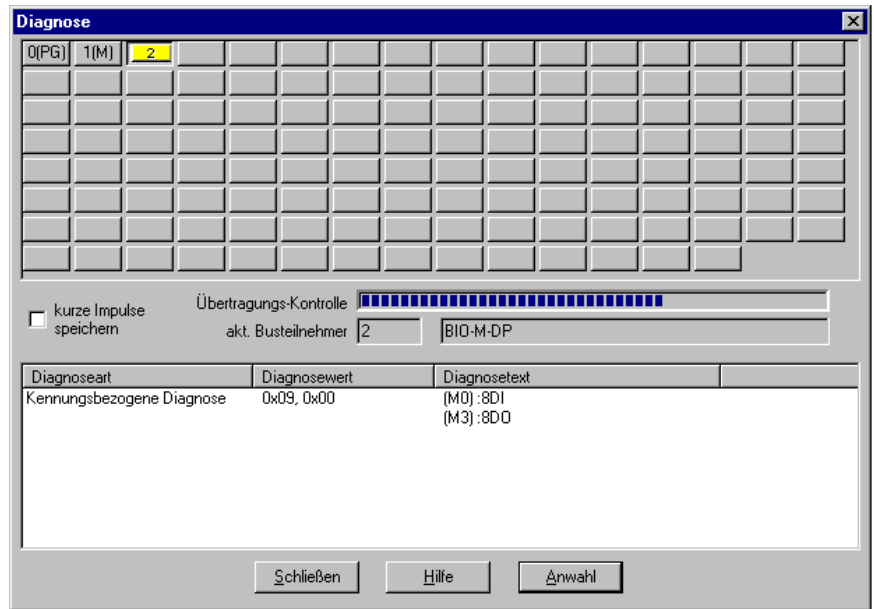 Diagnose
0(PG) 1(M) 2
kurze Impulse
speichern
Übertragungs-Kontrolle
akt. Busteilnehmer 2 BIO-M-DP
Diagnoseart Diagnosewert Diagnosetext
Kennungsbezogene Diagnose 0x09, 0x00 (M0) :8DI
(M3) :8DO
Schließen Hilfe Anwahl